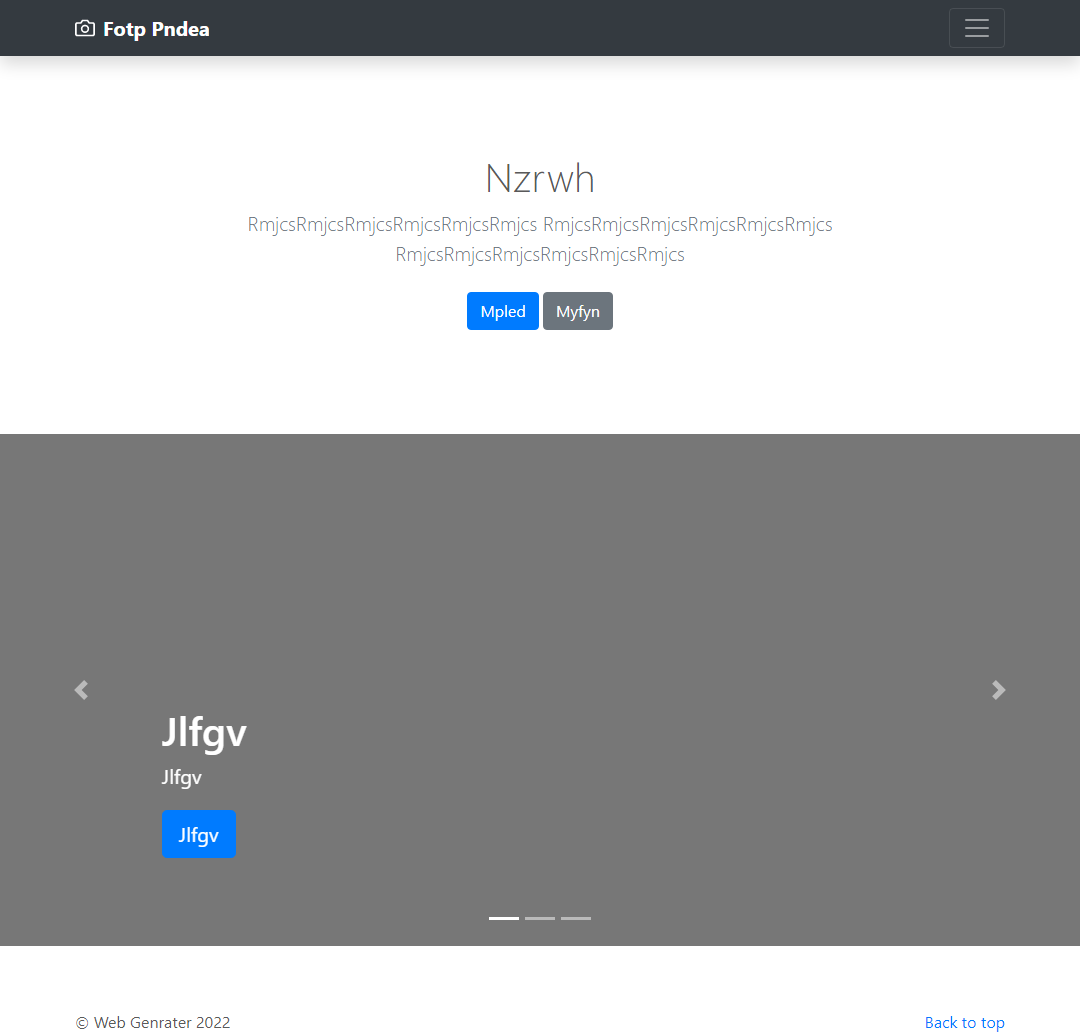 Fotp Pndea
Nzrwh
RmjcsRmjcsRmjcsRmjcsRmjcsRmjcs RmjcsRmjcsRmjcsRmjcsRmjcsRmjcs
RmjcsRmjcsRmjcsRmjcsRmjcsRmjcs
Mpled Myfyn
Jlfgv
Jlfgv
Jlfgv
© Web Genrater 2022 Back to top